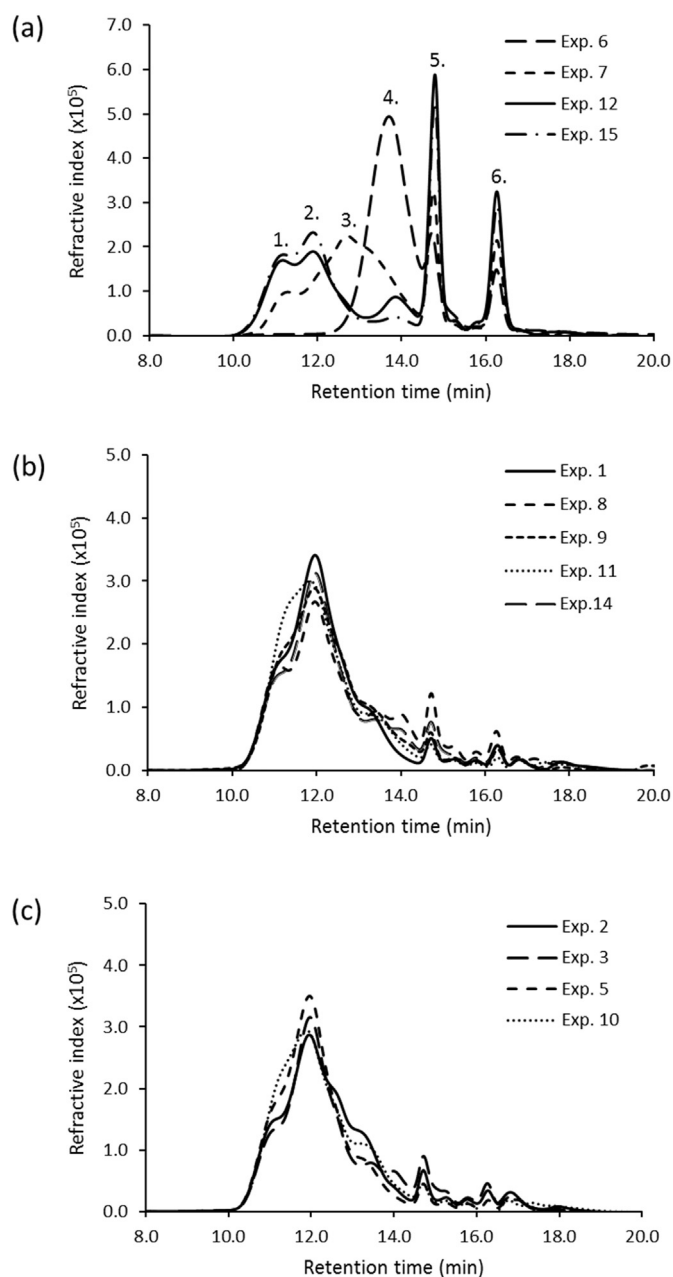 (a)
Refractive index (x10⁵)
7.0
6.0
5.0
4.0
3.0
2.0
1.0
0.0
1.
2.
3.
4.
5.
6.
Exp. 6
Exp. 7
Exp. 12
Exp. 15
8.0 10.0 12.0 14.0 16.0 18.0 20.0
Retention time (min)
(b)
Refractive index (x10⁵)
5.0
4.0
3.0
2.0
1.0
0.0
Exp. 1
Exp. 8
Exp. 9
Exp. 11
Exp.14
8.0 10.0 12.0 14.0 16.0 18.0 20.0
Retention time (min)
(c)
Refractive index (x10⁵)
5.0
4.0
3.0
2.0
1.0
0.0
Exp. 2
Exp. 3
Exp. 5
Exp. 10
8.0 10.0 12.0 14.0 16.0 18.0 20.0
Retention time (min)